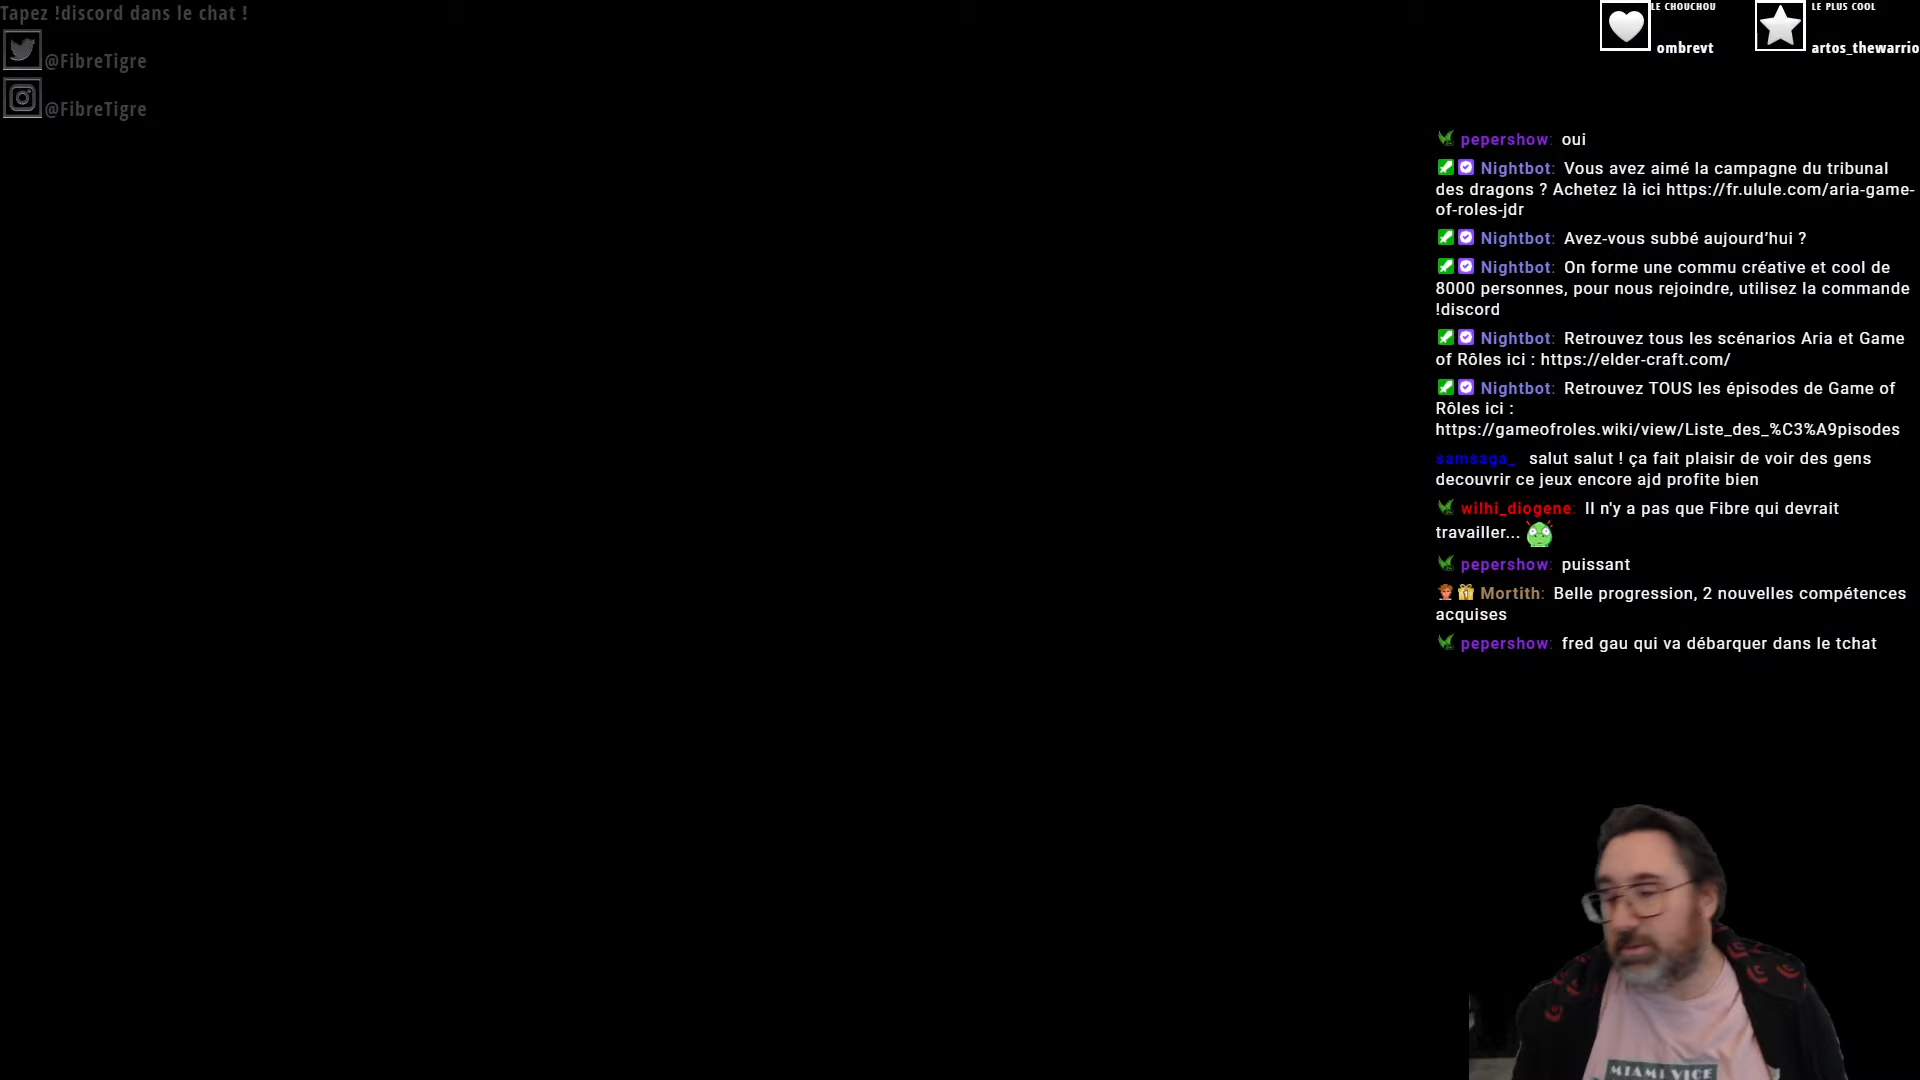 Tapez !discord dans le chat !
@FibreTigre
@FibreTigre
LE CHOUCHOU
ombrevt
LE PLUS COOL
artos_thewarrio
pepershow: oui
Nightbot: Vous avez aimé la campagne du tribunal
des dragons ? Achetez là ici https://fr.ulule.com/aria-game-
of-roles-jdr
Nightbot: Avez-vous subbé aujourd’hui ?
Nightbot: On forme une commu créative et cool de
8000 personnes, pour nous rejoindre, utilisez la commande
!discord
Nightbot: Retrouvez tous les scénarios Aria et Game
of Rôles ici : https://elder-craft.com/
Nightbot: Retrouvez TOUS les épisodes de Game of
Rôles ici :
https://gameofroles.wiki/view/Liste_des_%C3%A9pisodes
samsaga_ salut salut ! ça fait plaisir de voir des gens
decouvrir ce jeux encore ajd profite bien
wilhi_diogene: Il n'y a pas que Fibre qui devrait
travailler...
pepershow: puissant
Mortith: Belle progression, 2 nouvelles compétences
acquises
pepershow: fred gau qui va débarquer dans le tchat
MIAMI VICE